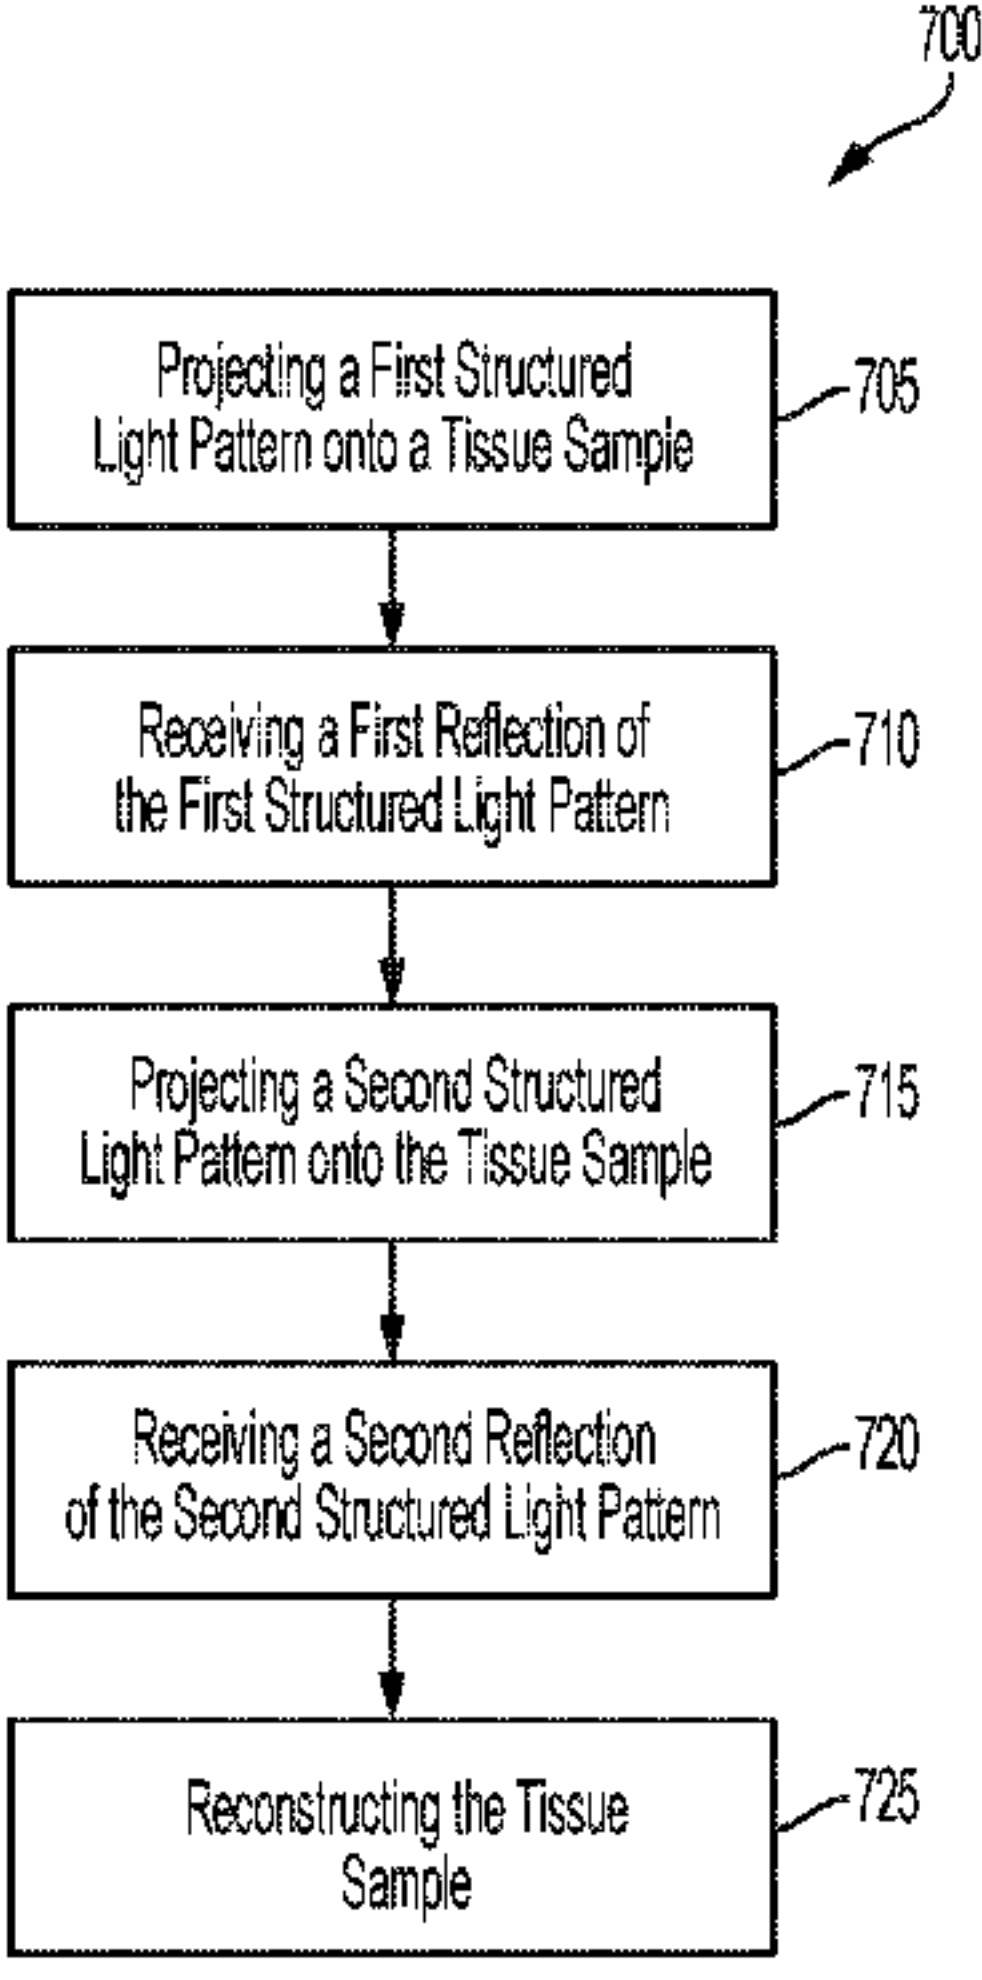 700
Projecting a First Structured
Light Pattern onto a Tissue Sample
705
Receiving a First Reflection of
the First Structured Light Pattern
710
Projecting a Second Structured
Light Pattern onto the Tissue Sample
715
Receiving a Second Reflection
of the Second Structured Light Pattern
720
Reconstructing the Tissue
Sample
725